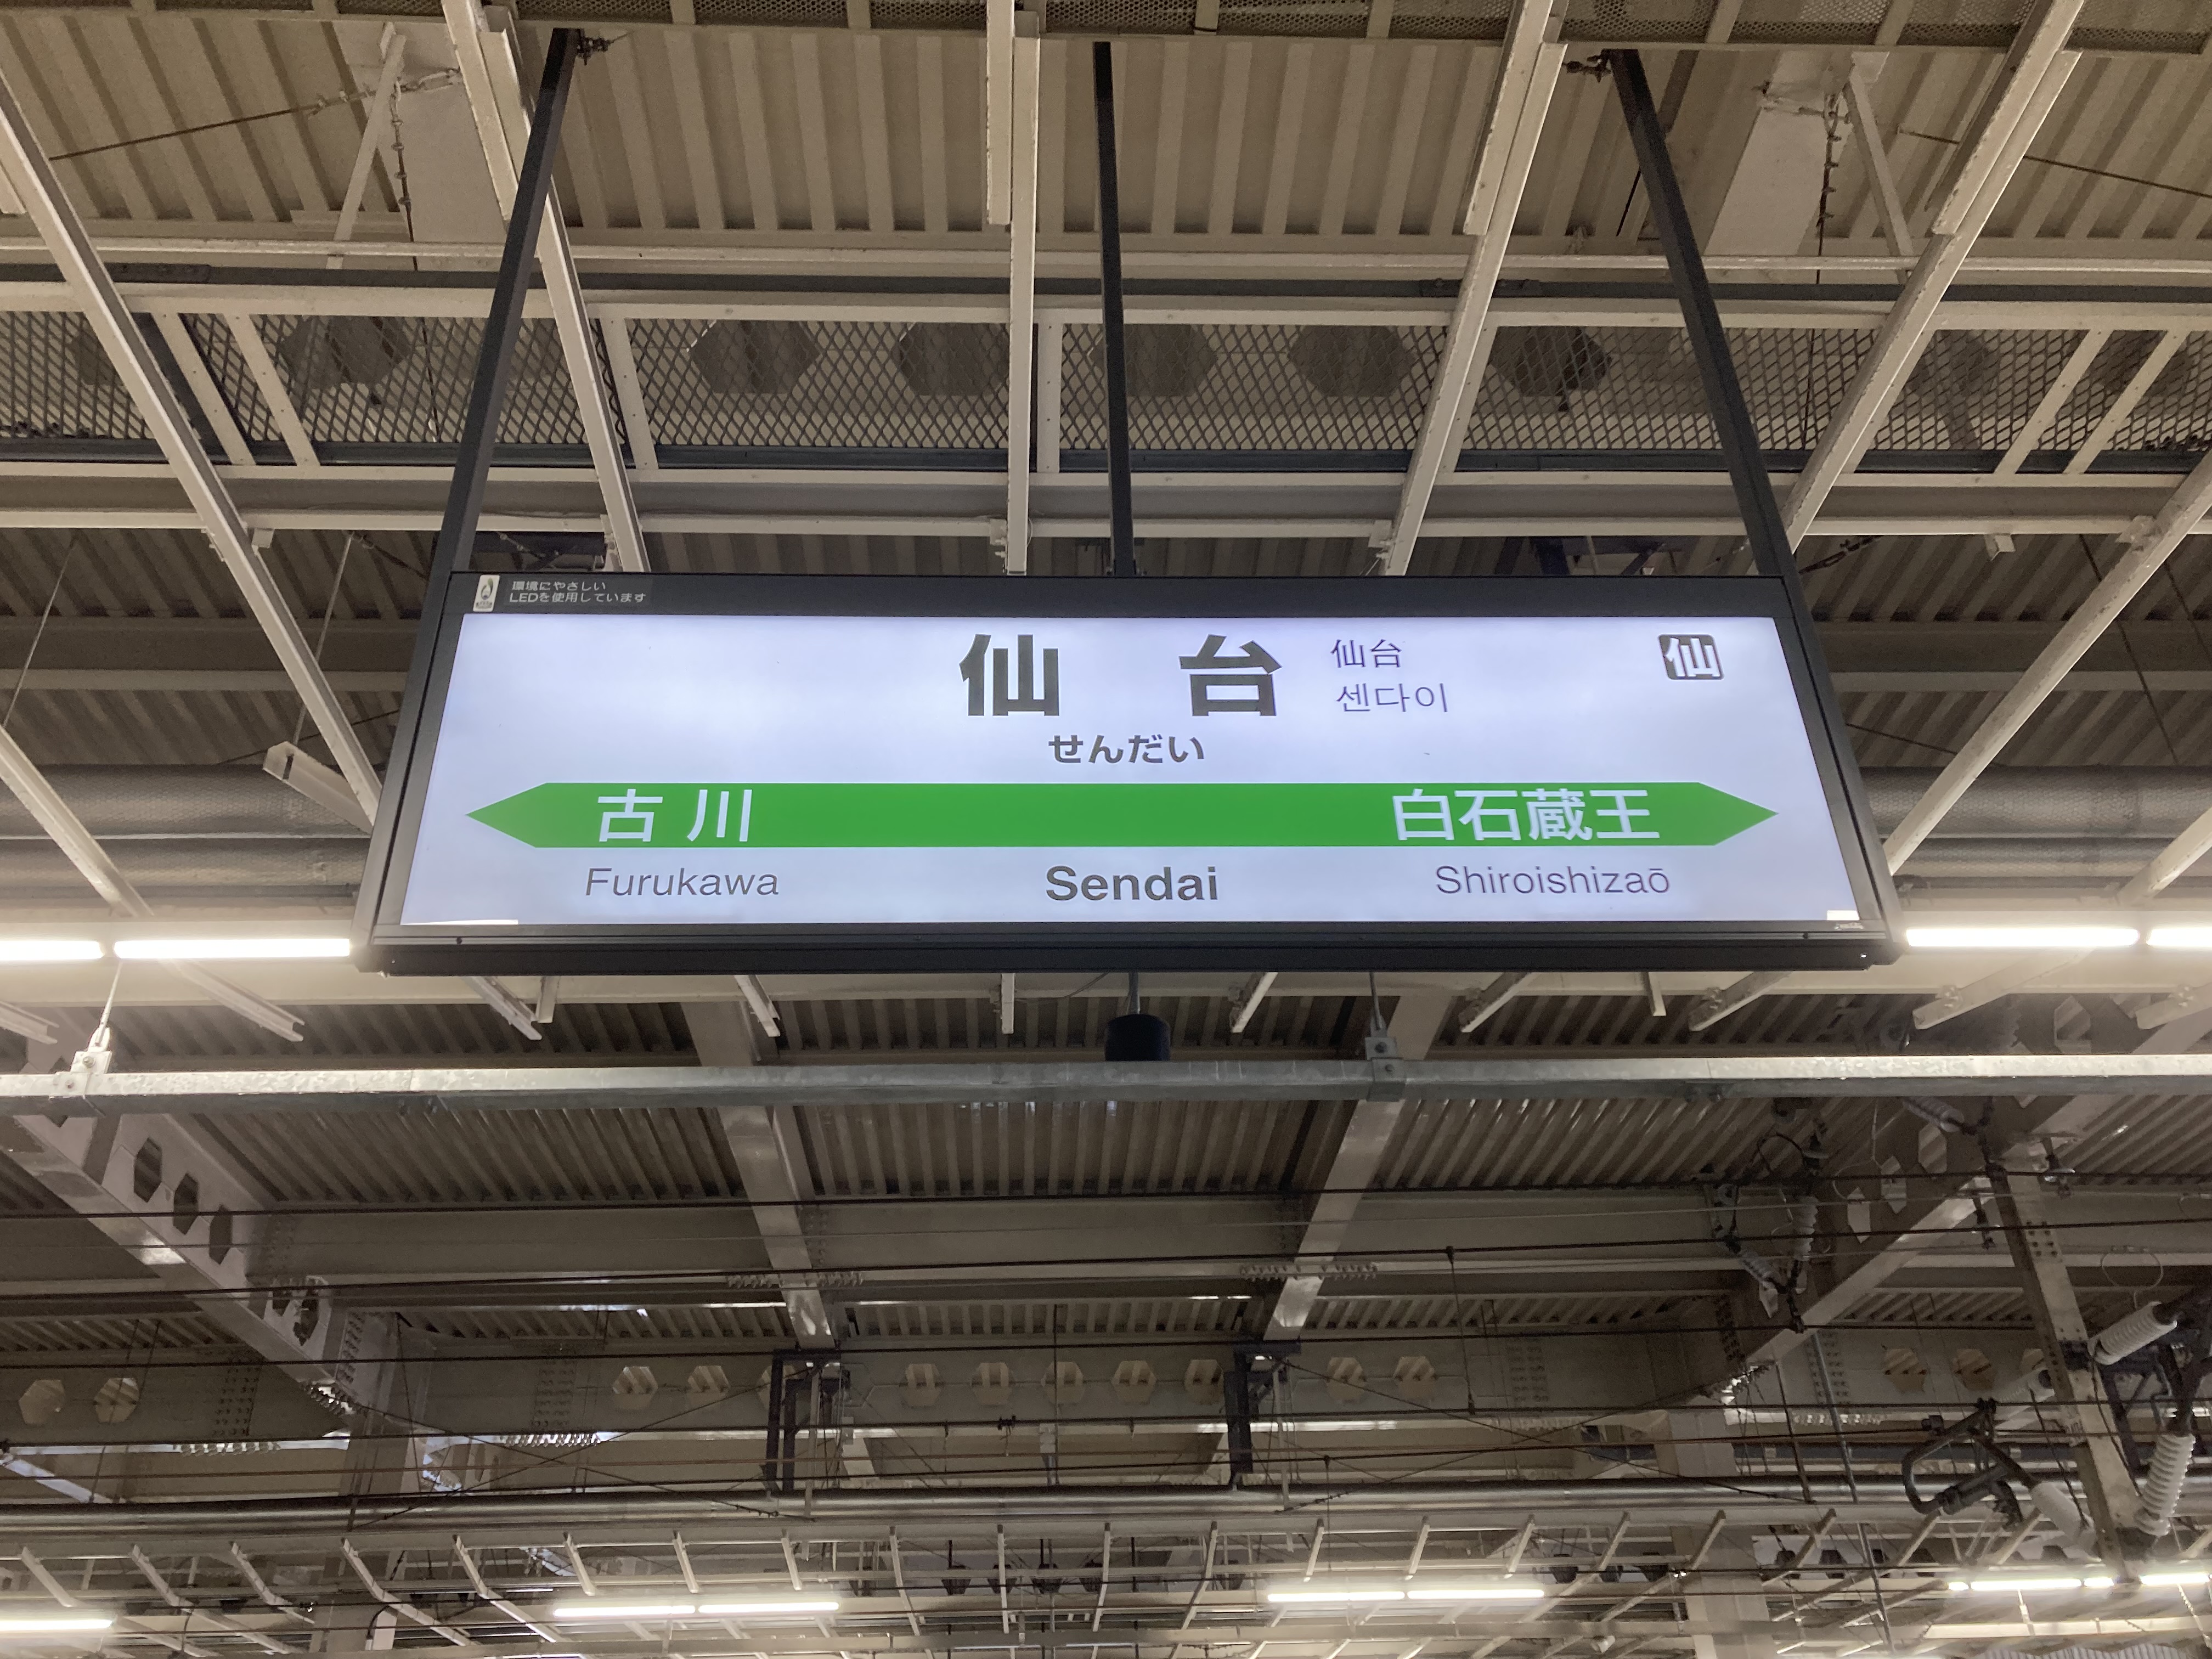 環境にやさしい
LEDを使用しています
仙台
仙台
센다이
仙
せんだい
古川
白石蔵王
Furukawa
Sendai
Shiroishizaō